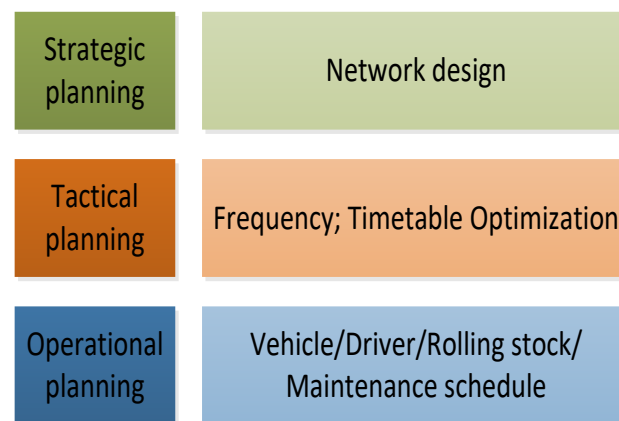 Strategic
planning
Network design
Tactical
planning
Frequency; Timetable Optimization
Operational
planning
Vehicle/Driver/Rolling stock/
Maintenance schedule